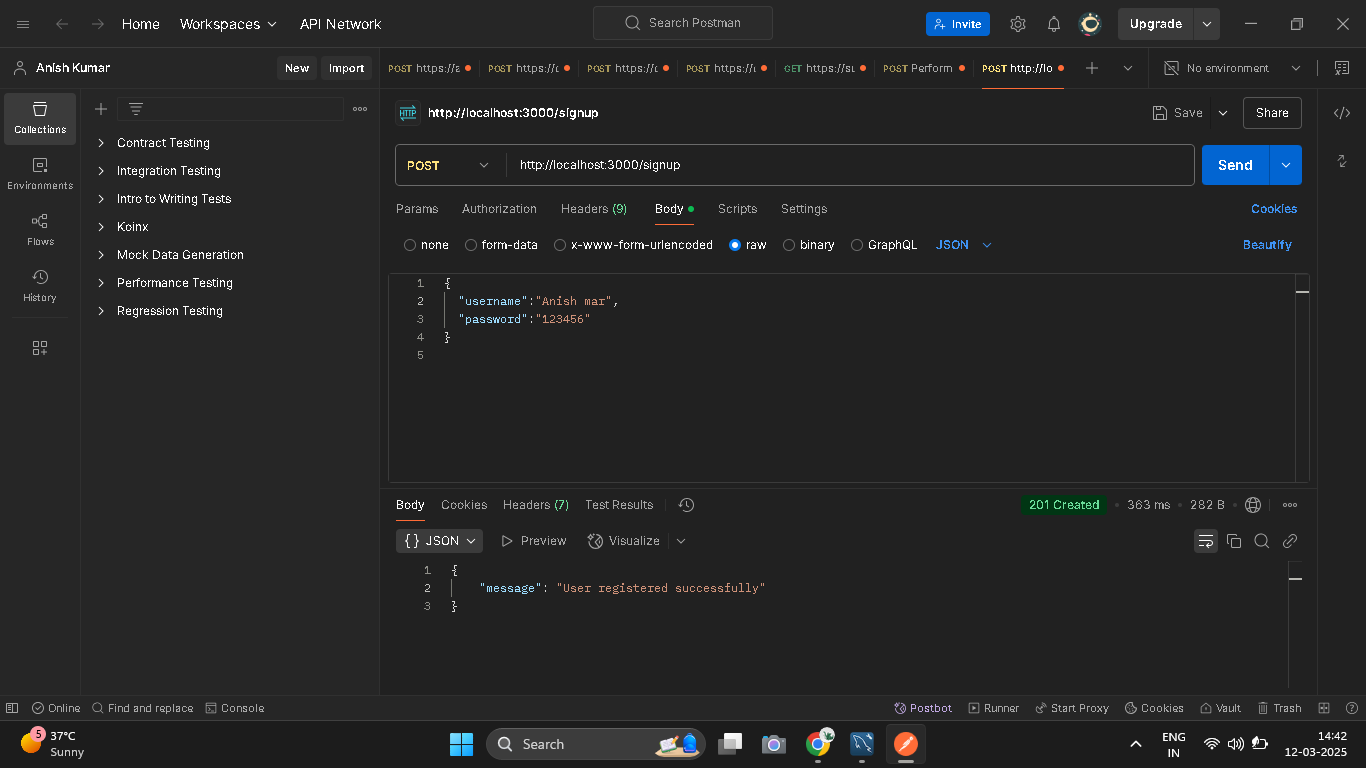 Home Workspaces API Network Search Postman Invite Upgrade
Anish Kumar New Import POST https://a POST https:// POST https:// POST https:// GET https://su POST Perform POST http://lo No environment
Collections
Environments
Flows
History
Contract Testing
Integration Testing
Intro to Writing Tests
Koinx
Mock Data Generation
Performance Testing
Regression Testing
HTTP http://localhost:3000/signup Save Share
POST http://localhost:3000/signup Send
Params Authorization Headers (9) Body Scripts Settings Cookies
none form-data x-www-form-urlencoded raw binary GraphQL JSON Beautify
1 {
2 "username":"Anish mar",
3 "password":"123456"
4 }
5
Body Cookies Headers (7) Test Results 201 Created • 363 ms • 282 B
{} JSON Preview Visualize
1 {
2 "message": "User registered successfully"
3 }
Online Find and replace Console Postbot Runner Start Proxy Cookies Vault Trash
5 37°C
Sunny
Search
ENG
IN
14:42
12-03-2025